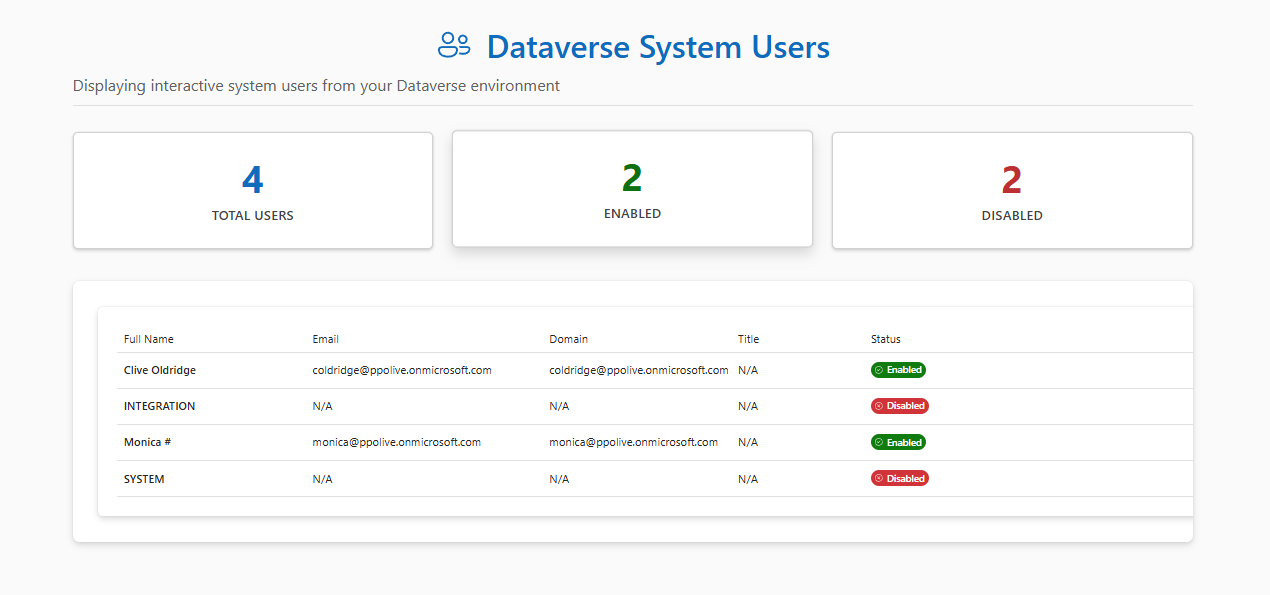 Dataverse System Users
Displaying interactive system users from your Dataverse environment
4
TOTAL USERS
2
ENABLED
2
DISABLED
Full Name Email Domain Title Status
Clive Oldridge coldridge@ppolive.onmicrosoft.com coldridge@ppolive.onmicrosoft.com N/A Enabled
INTEGRATION N/A N/A N/A Disabled
Monica # monica@ppolive.onmicrosoft.com monica@ppolive.onmicrosoft.com N/A Enabled
SYSTEM N/A N/A N/A Disabled